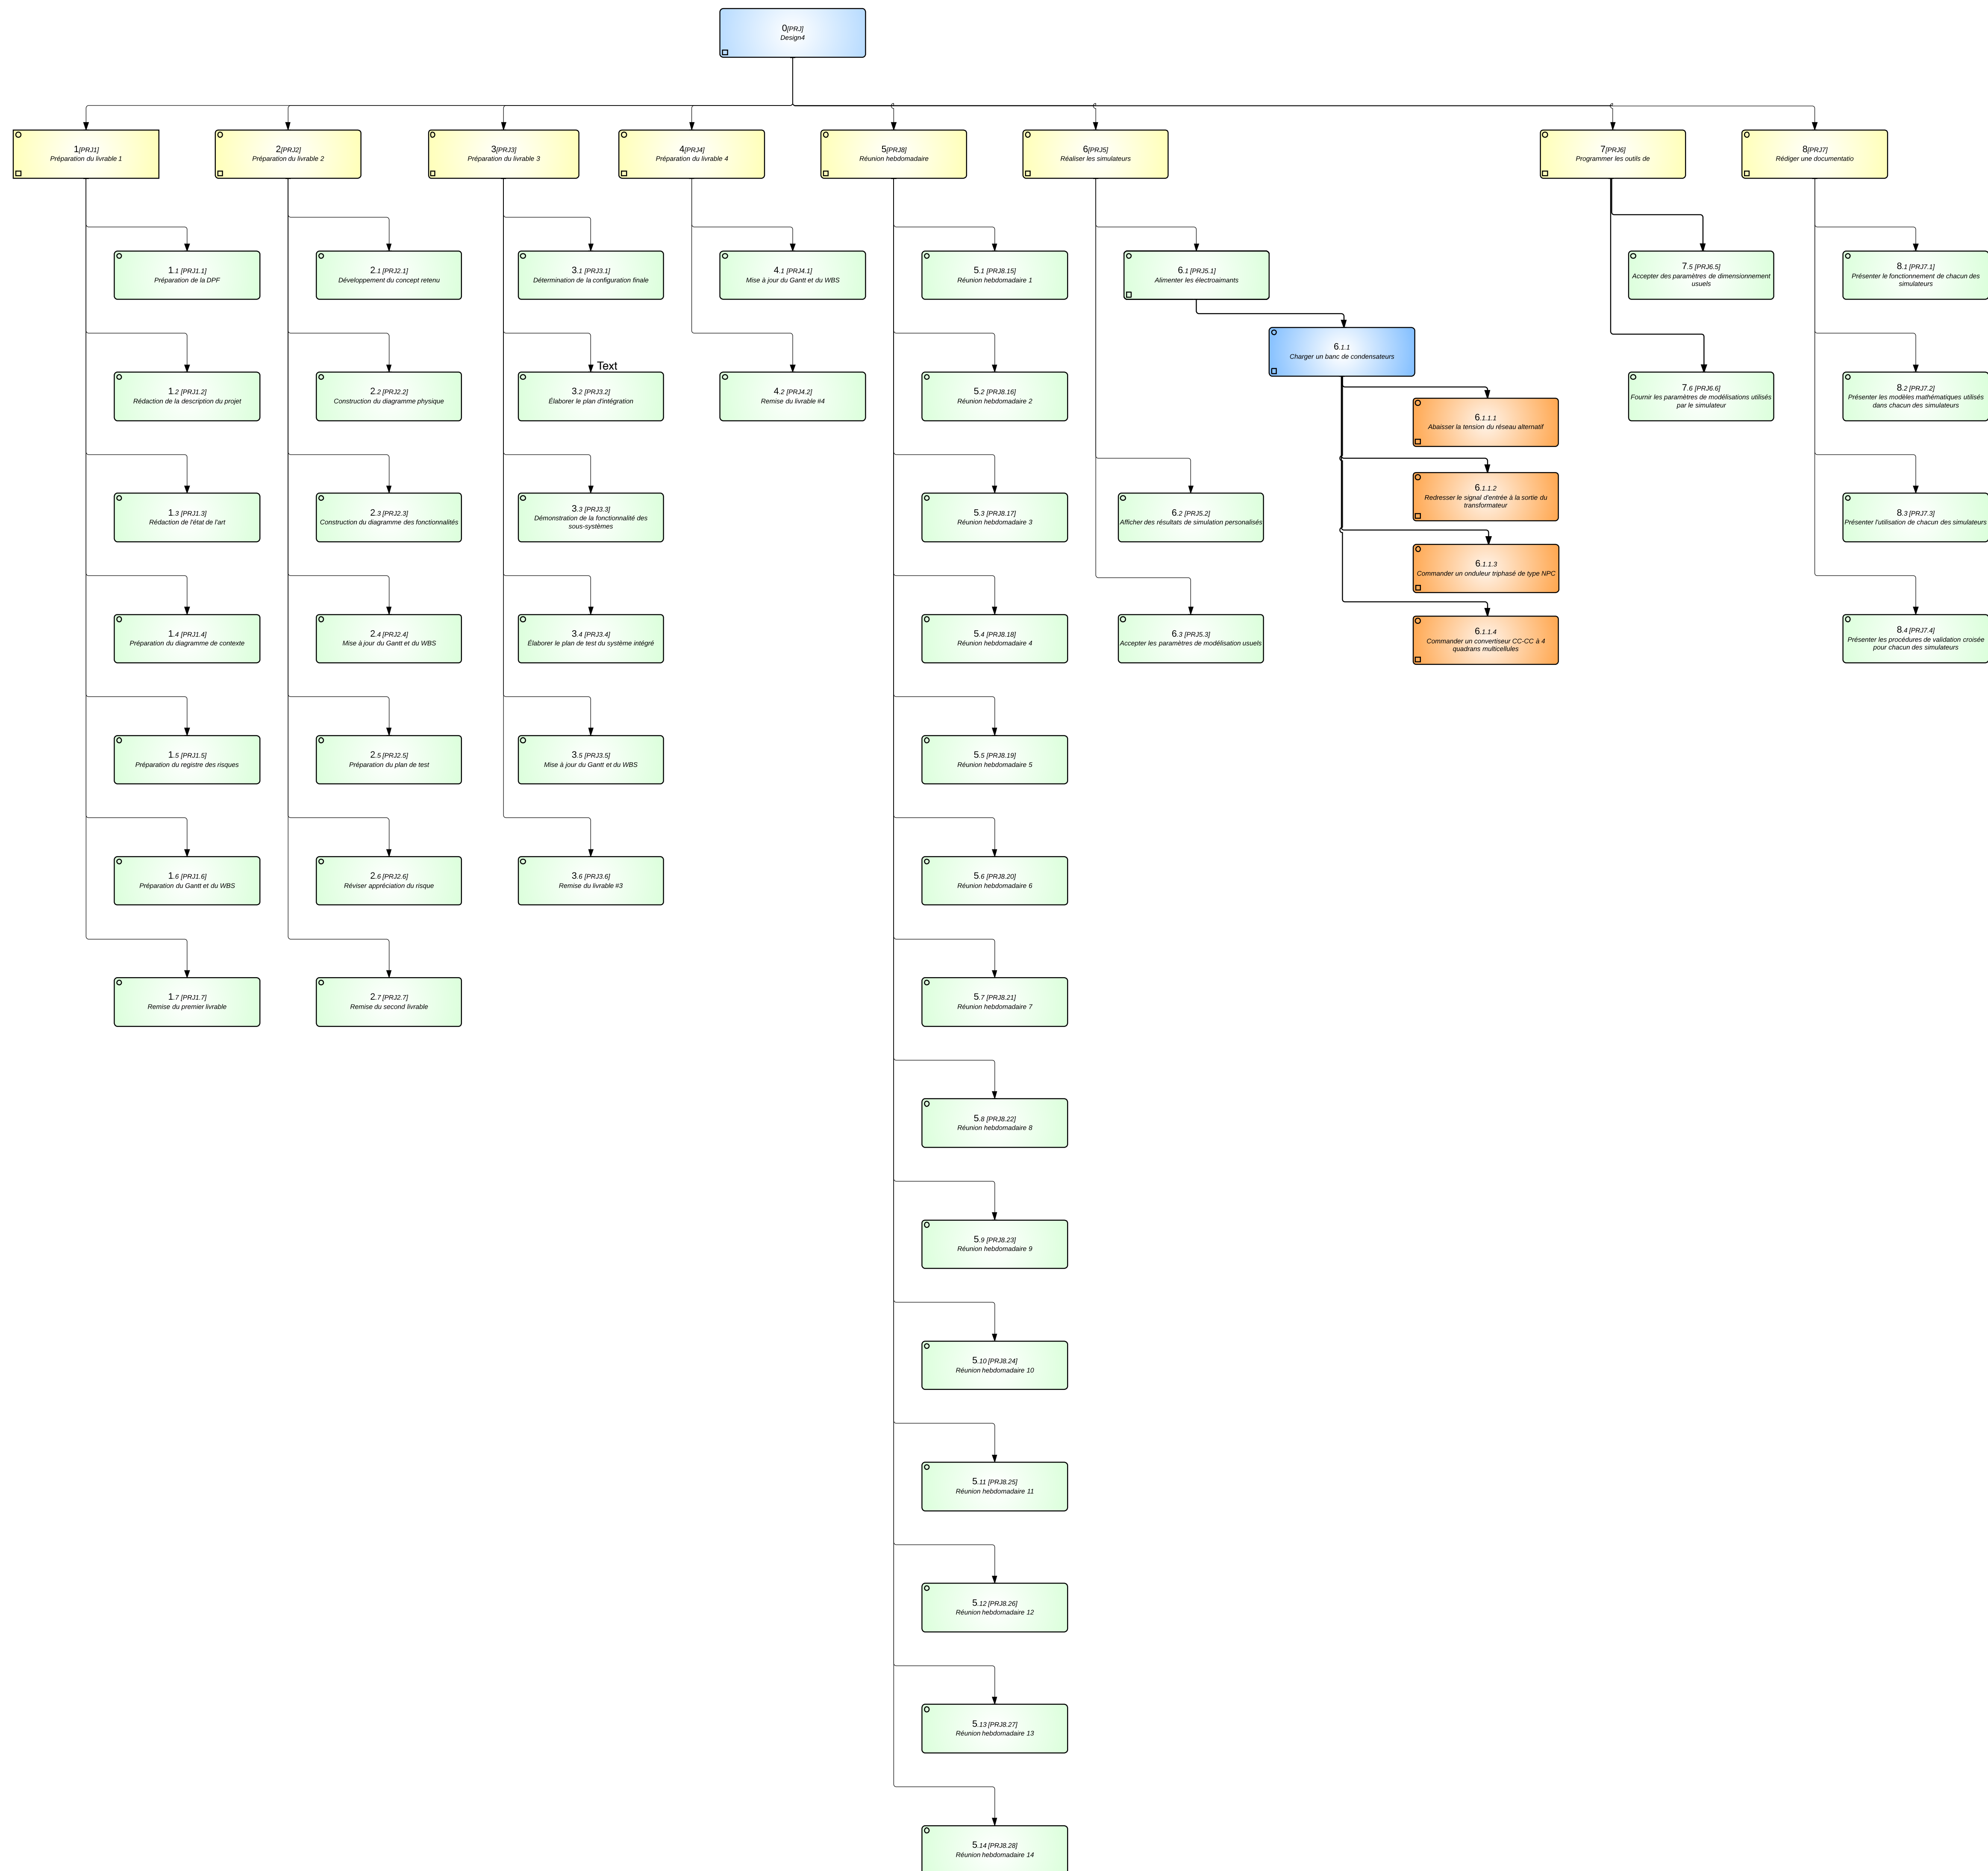 0[PRJ]
Design4
1[PRJ1]
Préparation du livrable 1
2[PRJ2]
Préparation du livrable 2
3[PRJ3]
Préparation du livrable 3
4[PRJ4]
Préparation du livrable 4
5[PRJ8]
Réunion hebdomadaire
6[PRJ5]
Réaliser les simulateurs
7[PRJ6]
Programmer les outils de
8[PRJ7]
Rédiger une documentatio
1.1 [PRJ1.1]
Préparation de la DPF
1.2 [PRJ1.2]
Rédaction de la description du projet
1.3 [PRJ1.3]
Rédaction de l'état de l'art
1.4 [PRJ1.4]
Préparation du diagramme de contexte
1.5 [PRJ1.5]
Préparation du registre des risques
1.6 [PRJ1.6]
Préparation du Gantt et du WBS
1.7 [PRJ1.7]
Remise du premier livrable
2.1 [PRJ2.1]
Développement du concept retenu
2.2 [PRJ2.2]
Construction du diagramme physique
2.3 [PRJ2.3]
Construction du diagramme des fonctionnalités
2.4 [PRJ2.4]
Mise à jour du Gantt et du WBS
2.5 [PRJ2.5]
Préparation du plan de test
2.6 [PRJ2.6]
Réviser appréciation du risque
2.7 [PRJ2.7]
Remise du second livrable
3.1 [PRJ3.1]
Détermination de la configuration finale
Text
3.2 [PRJ3.2]
Élaborer le plan d'intégration
3.3 [PRJ3.3]
Démonstration de la fonctionnalité des
sous-systèmes
3.4 [PRJ3.4]
Élaborer le plan de test du système intégré
3.5 [PRJ3.5]
Mise à jour du Gantt et du WBS
3.6 [PRJ3.6]
Remise du livrable #3
4.1 [PRJ4.1]
Mise à jour du Gantt et du WBS
4.2 [PRJ4.2]
Remise du livrable #4
5.1 [PRJ8.15]
Réunion hebdomadaire 1
5.2 [PRJ8.16]
Réunion hebdomadaire 2
5.3 [PRJ8.17]
Réunion hebdomadaire 3
5.4 [PRJ8.18]
Réunion hebdomadaire 4
5.5 [PRJ8.19]
Réunion hebdomadaire 5
5.6 [PRJ8.20]
Réunion hebdomadaire 6
5.7 [PRJ8.21]
Réunion hebdomadaire 7
5.8 [PRJ8.22]
Réunion hebdomadaire 8
5.9 [PRJ8.23]
Réunion hebdomadaire 9
5.10 [PRJ8.24]
Réunion hebdomadaire 10
5.11 [PRJ8.25]
Réunion hebdomadaire 11
5.12 [PRJ8.26]
Réunion hebdomadaire 12
5.13 [PRJ8.27]
Réunion hebdomadaire 13
5.14 [PRJ8.28]
Réunion hebdomadaire 14
6.1 [PRJ5.1]
Alimenter les électroaimants
6.1.1
Charger un banc de condensateurs
6.1.1.1
Abaisser la tension du réseau alternatif
6.1.1.2
Redresser le signal d'entrée à la sortie du
transformateur
6.1.1.3
Commander un onduleur triphasé de type NPC
6.1.1.4
Commander un convertiseur CC-CC à 4
quadrans multicellules
6.2 [PRJ5.2]
Afficher des résultats de simulation personalisés
6.3 [PRJ5.3]
Accepter les paramètres de modélisation usuels
7.5 [PRJ6.5]
Accepter des paramètres de dimensionnement
usuels
7.6 [PRJ6.6]
Fournir les paramètres de modélisations utilisés
par le simulateur
8.1 [PRJ7.1]
Présenter le fonctionnement de chacun des
simulateurs
8.2 [PRJ7.2]
Présenter les modèles mathématiques utilisés
dans chacun des simulateurs
8.3 [PRJ7.3]
Présenter l'utilisation de chacun des simulateurs
8.4 [PRJ7.4]
Présenter les procédures de validation croisée
pour chacun des simulateurs